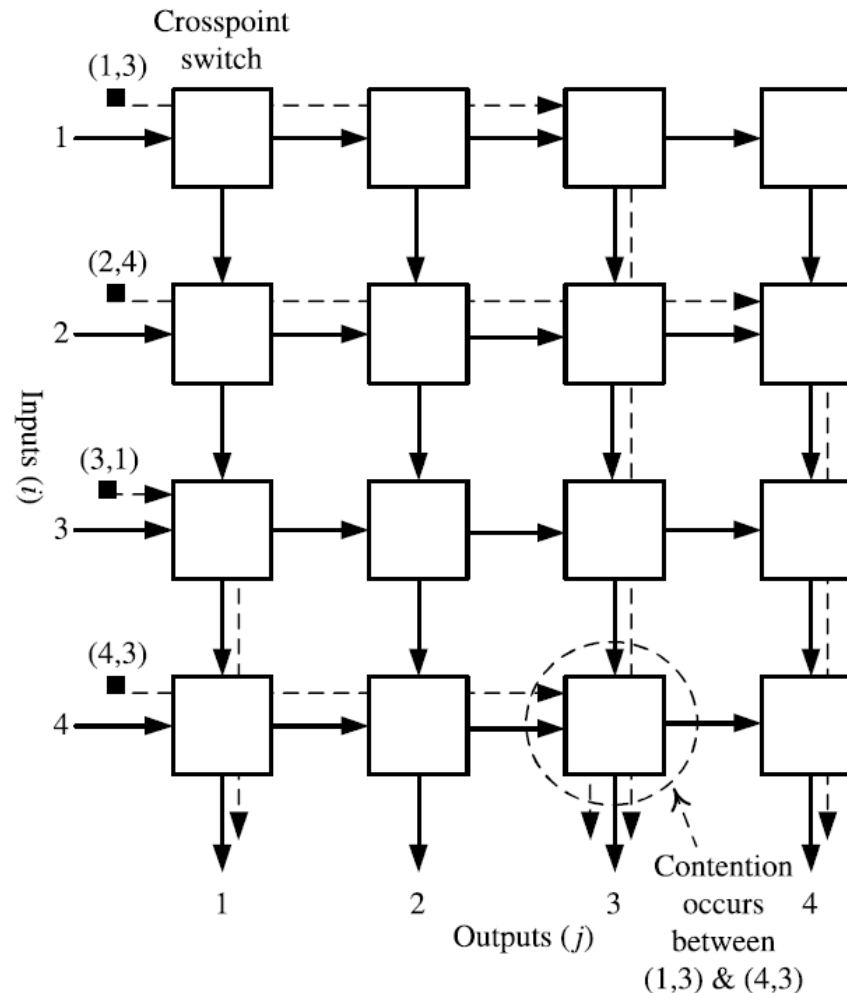 Crosspoint
switch
(1,3)
1
(2,4)
2
Inputs (i)
(3,1)
3
(4,3)
4
1
2
3
4
Outputs (j)
Contention
occurs
between
(1,3) & (4,3)